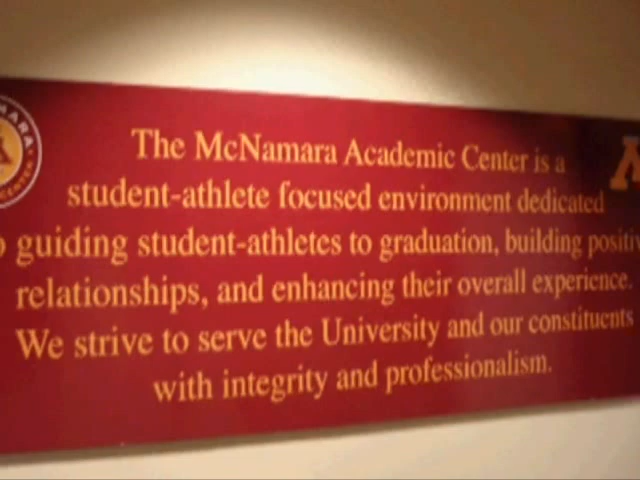 The McNamara Academic Center is a
student-athlete focused environment dedicated
guiding student-athletes to graduation, building positiv
relationships, and enhancing their overall experience.
We strive to serve the University and our constituents
with integrity and professionalism.